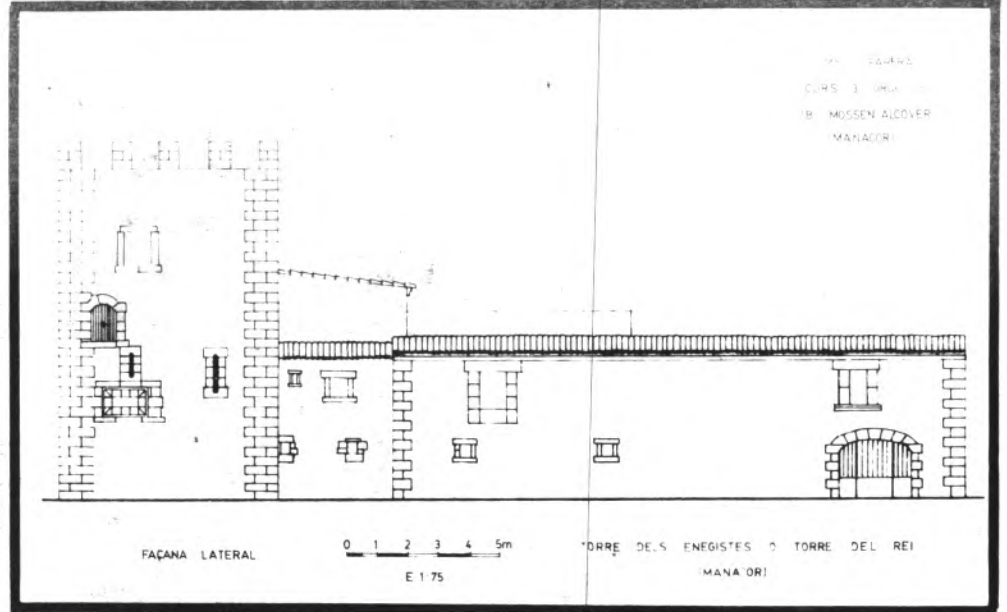 CURS 3
B MOSSEN ALCOVER
(MANACOR)
FAÇANA LATERAL
0 1 2 3 4 5m
E 1·75
TORRE DELS ENEGISTES O TORRE DEL REI
(MANACOR)